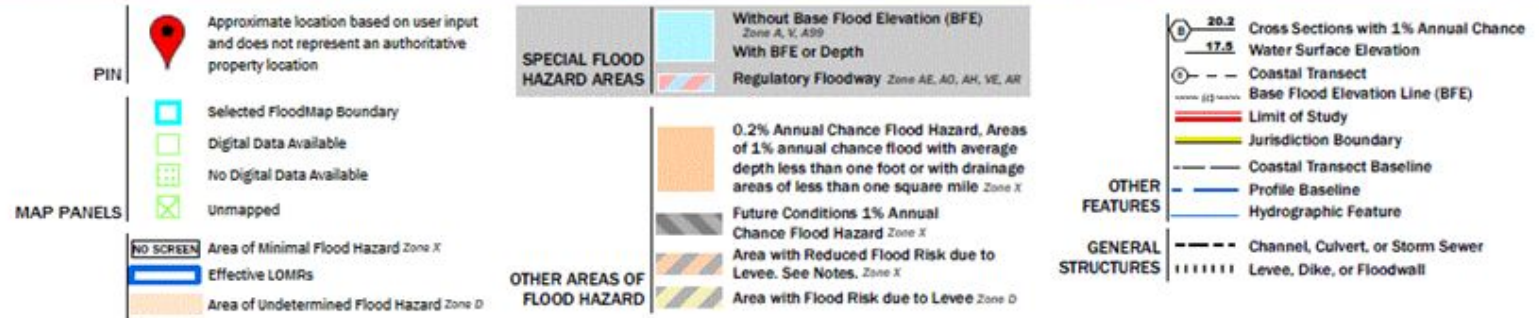 PIN
Approximate location based on user input
and does not represent an authoritative
property location
MAP PANELS
Selected FloodMap Boundary
Digital Data Available
No Digital Data Available
Unmapped
NO SCREEN Area of Minimal Flood Hazard Zone X
Effective LOMRs
Area of Undetermined Flood Hazard Zone D
SPECIAL FLOOD
HAZARD AREAS
Without Base Flood Elevation (BFE)
Zone A, V, A99
With BFE or Depth
Regulatory Floodway Zone AE, AO, AH, VE, AR
OTHER AREAS OF
FLOOD HAZARD
0.2% Annual Chance Flood Hazard, Areas
of 1% annual chance flood with average
depth less than one foot or with drainage
areas of less than one square mile Zone X
Future Conditions 1% Annual
Chance Flood Hazard Zone X
Area with Reduced Flood Risk due to
Levee. See Notes. Zone X
Area with Flood Risk due to Levee Zone D
OTHER
FEATURES
B 20.2 Cross Sections with 1% Annual Chance
17.5 Water Surface Elevation
Coastal Transect
Base Flood Elevation Line (BFE)
Limit of Study
Jurisdiction Boundary
Coastal Transect Baseline
Profile Baseline
Hydrographic Feature
GENERAL
STRUCTURES
Channel, Culvert, or Storm Sewer
Levee, Dike, or Floodwall